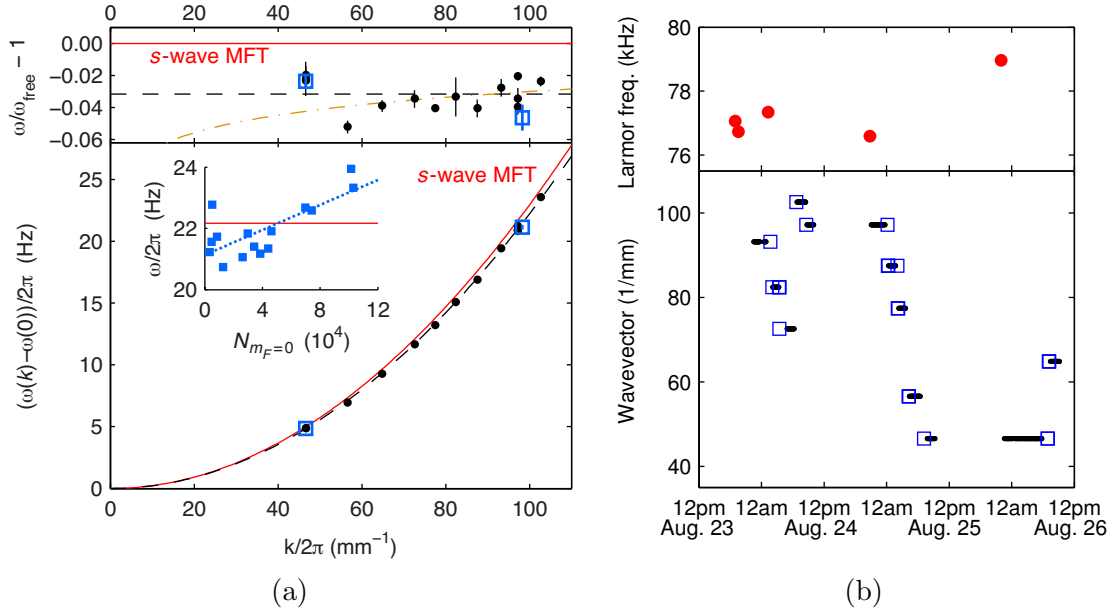 0 20 40 60 80 100
0.00
−0.02
−0.04
−0.06
ω/ω_free − 1
s-wave MFT
25
20
15
10
5
0
(ω(k)−ω(0))/2π (Hz)
s-wave MFT
24
22
20
ω/2π (Hz)
0 4 8 12
N_{m_F=0} (10⁴)
0 20 40 60 80 100
k/2π (mm⁻¹)
(a)
80
78
76
Larmor freq. (kHz)
100
80
60
40
Wavevector (1/mm)
12pm 12am 12pm 12am 12pm 12am 12pm
Aug. 23 Aug. 24 Aug. 25 Aug. 26
(b)